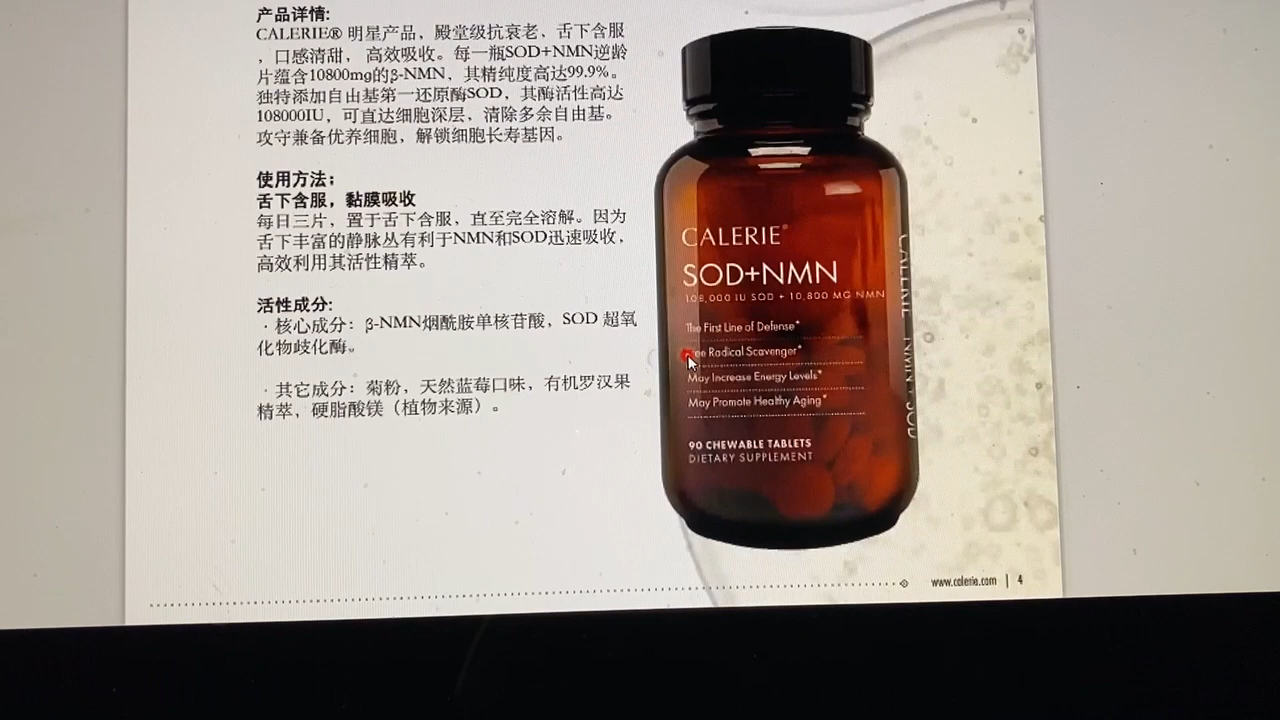 产品详情:
CALERIE® 明星产品，殿堂级抗衰老，舌下含服
，口感清甜， 高效吸收。每一瓶SOD+NMN逆龄
片蕴含10800mg的β-NMN，其精纯度高达99.9%。
独特添加自由基第一还原酶SOD，其酶活性高达
108000IU，可直达细胞深层，清除多余自由基。
攻守兼备优养细胞，解锁细胞长寿基因。
使用方法：
舌下含服，黏膜吸收
每日三片，置于舌下含服，直至完全溶解。因为
舌下丰富的静脉丛有利于NMN和SOD迅速吸收，
高效利用其活性精萃。
活性成分:
· 核心成分：β-NMN烟酰胺单核苷酸，SOD 超氧
化物歧化酶。
· 其它成分：菊粉，天然蓝莓口味，有机罗汉果
精萃，硬脂酸镁（植物来源）。
CALERIE®
SOD+NMN
108,000 IU SOD + 10,800 MG NMN
The First Line of Defense*
Radical Scavenger*
May Increase Energy Levels*
May Promote Healthy Aging*
90 CHEWABLE TABLETS
DIETARY SUPPLEMENT
CALERIE NMN + SOD
www.calerie.com | 4